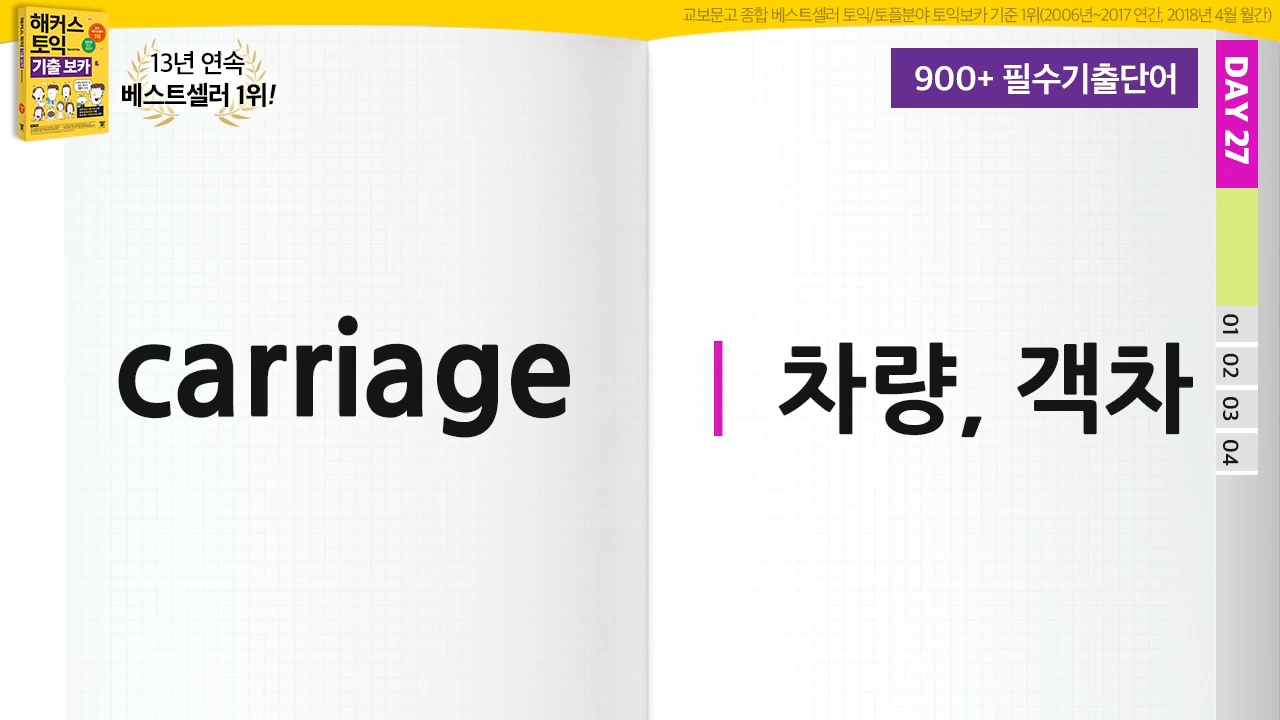 교보문고 종합 베스트셀러 토익/토플분야 토익보카 기준 1위(2006년~2017 연간, 2018년 4월 월간)
해커스
토익
기출 보카
13년 연속
베스트셀러 1위!
900+ 필수기출단어
DAY 27
carriage
차량, 객차
01
02
03
04